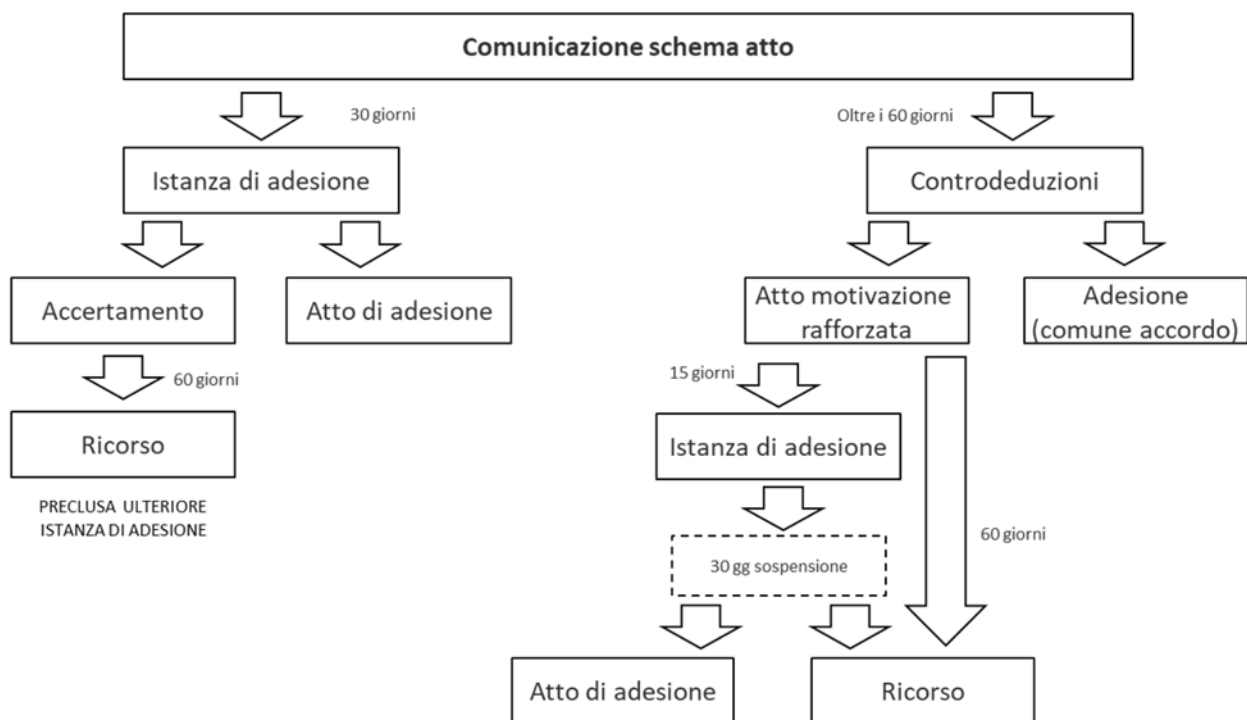 Comunicazione schema atto
30 giorni
Oltre i 60 giorni
Istanza di adesione
Controdeduzioni
Accertamento
Atto di adesione
Atto motivazione
rafforzata
Adesione
(comune accordo)
60 giorni
15 giorni
Ricorso
Istanza di adesione
PRECLUSA ULTERIORE
ISTANZA DI ADESIONE
60 giorni
30 gg sospensione
Atto di adesione
Ricorso